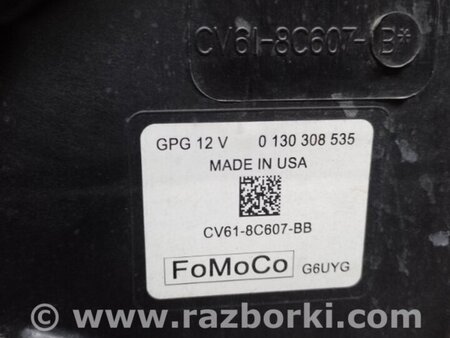 CV61-8C607-B*
GPG 12 V 0 130 308 535
MADE IN USA
CV61-8C607-BB
FoMoCo G6UYG
© www.razborki.com